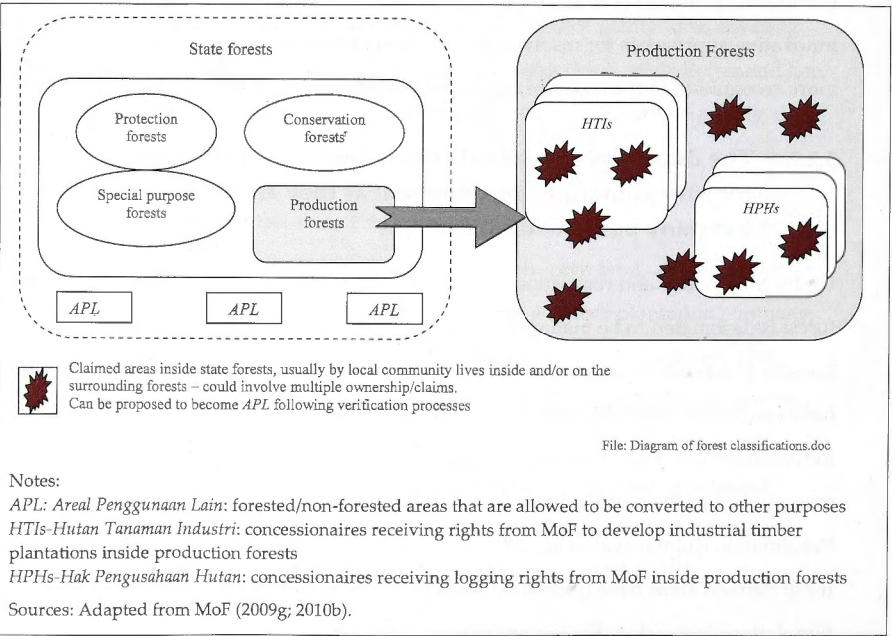 State forests
Protection
forests
Conservation
forests
Special purpose
forests
Production
forests
APL
APL
APL
Production Forests
HTIs
HPHs
Claimed areas inside state forests, usually by local community lives inside and/or on the
surrounding forests – could involve multiple ownership/claims.
Can be proposed to become APL following verification processes
File: Diagram of forest classifications.doc
Notes:
APL: Areal Penggunaan Lain: forested/non-forested areas that are allowed to be converted to other purposes
HTIs-Hutan Tanaman Industri: concessionaires receiving rights from MoF to develop industrial timber
plantations inside production forests
HPHs-Hak Pengusahaan Hutan: concessionaires receiving logging rights from MoF inside production forests
Sources: Adapted from MoF (2009g; 2010b).